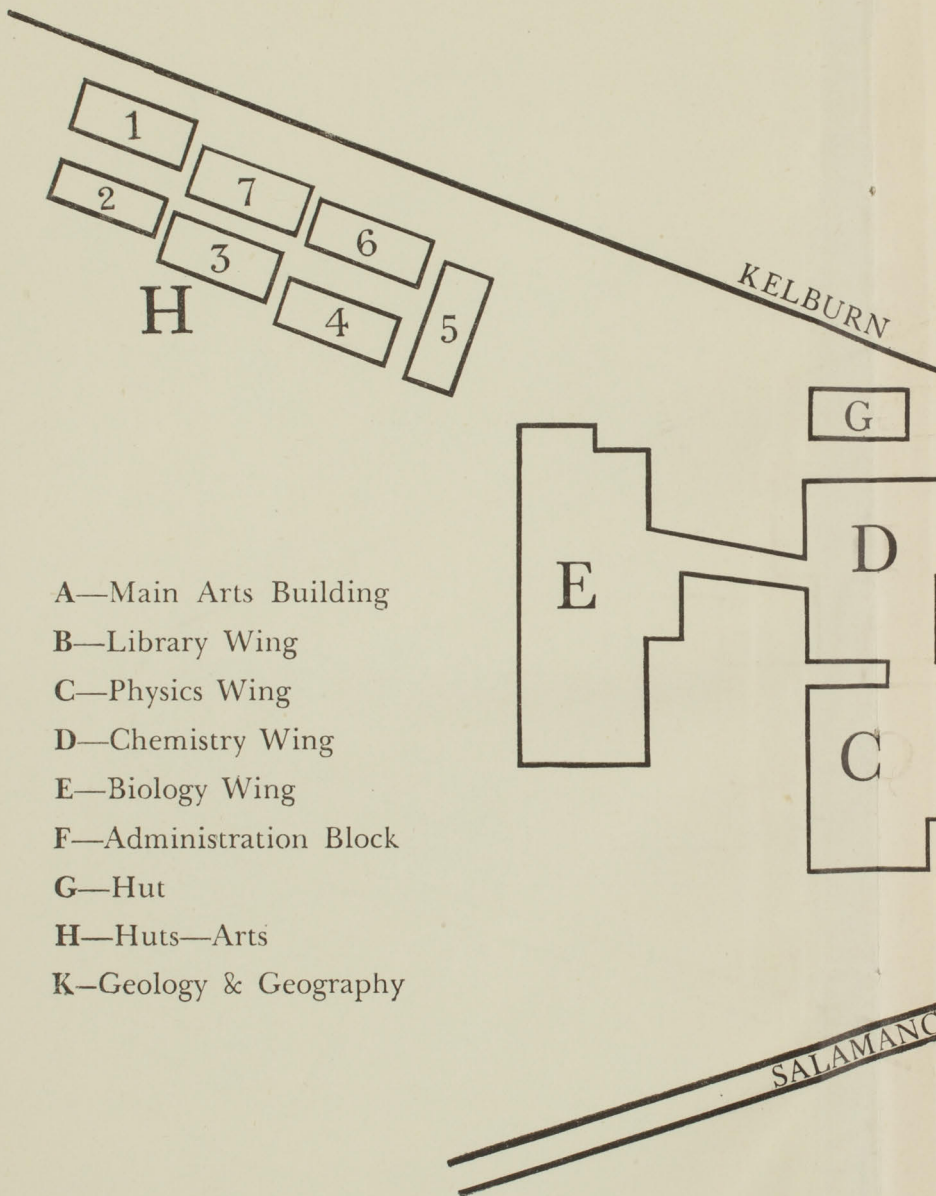 1
7
2
6
3
H
4
5
KELBURN
G
D
E
A—Main Arts Building
B—Library Wing
C—Physics Wing
D—Chemistry Wing
E—Biology Wing
F—Administration Block
G—Hut
H—Huts—Arts
K—Geology & Geography
C
SALAMANC